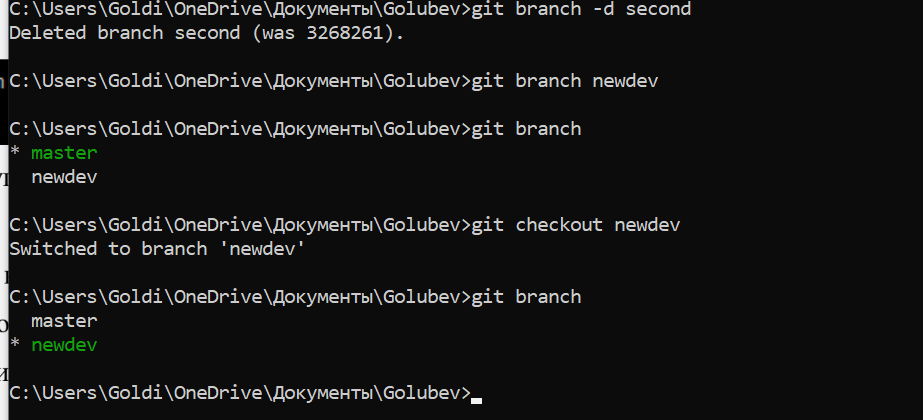 C:\Users\Goldi\OneDrive\Документы\Golubev>git branch -d second
Deleted branch second (was 3268261).
C:\Users\Goldi\OneDrive\Документы\Golubev>git branch newdev
C:\Users\Goldi\OneDrive\Документы\Golubev>git branch
* master
  newdev
C:\Users\Goldi\OneDrive\Документы\Golubev>git checkout newdev
Switched to branch 'newdev'
C:\Users\Goldi\OneDrive\Документы\Golubev>git branch
  master
* newdev
C:\Users\Goldi\OneDrive\Документы\Golubev>